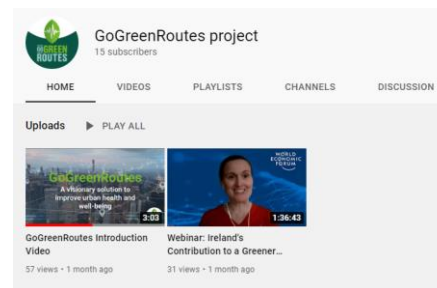 GoGreenRoutes project
15 subscribers
GOGREEN
ROUTES
HOME VIDEOS PLAYLISTS CHANNELS DISCUSSION
Uploads PLAY ALL
GoGreenRoutes
A visionary solution to
improve urban health and
well-being
3:03
WORLD
ECONOMIC
FORUM
1:36:43
GoGreenRoutes Introduction
Video
57 views • 1 month ago
Webinar: Ireland's
Contribution to a Greener...
31 views • 1 month ago